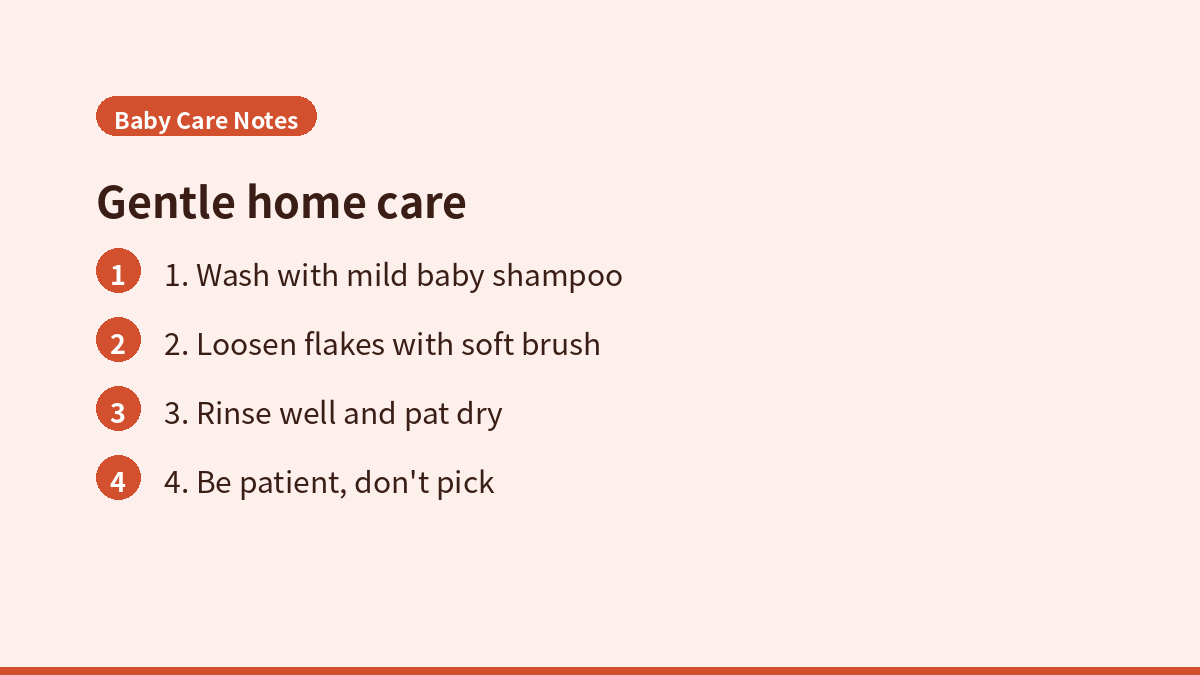 Baby Care Notes
Gentle home care
1 1. Wash with mild baby shampoo
2 2. Loosen flakes with soft brush
3 3. Rinse well and pat dry
4 4. Be patient, don't pick